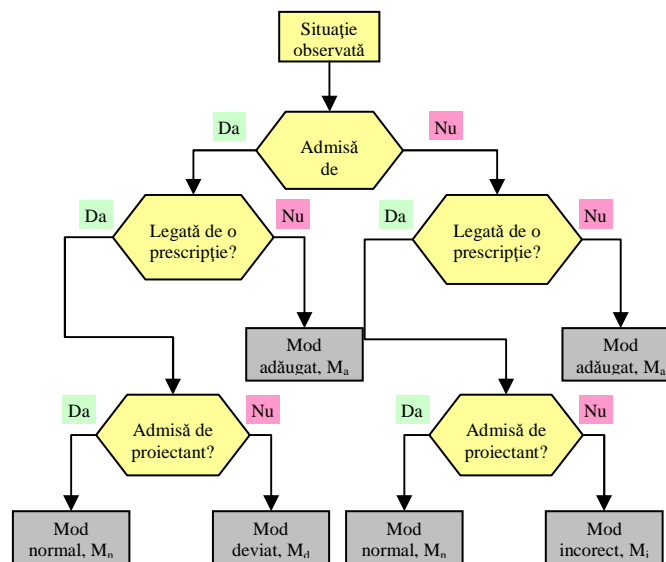 Situaţie
observată
Da
Nu
Admisă
de
Da
Nu
Da
Nu
Legată de o
prescripţie?
Legată de o
prescripţie?
Mod
adăugat, Ma
Mod
adăugat, Ma
Da
Nu
Da
Nu
Admisă de
proiectant?
Admisă de
proiectant?
Mod
normal, Mn
Mod
deviat, Md
Mod
normal, Mn
Mod
incorect, Mi